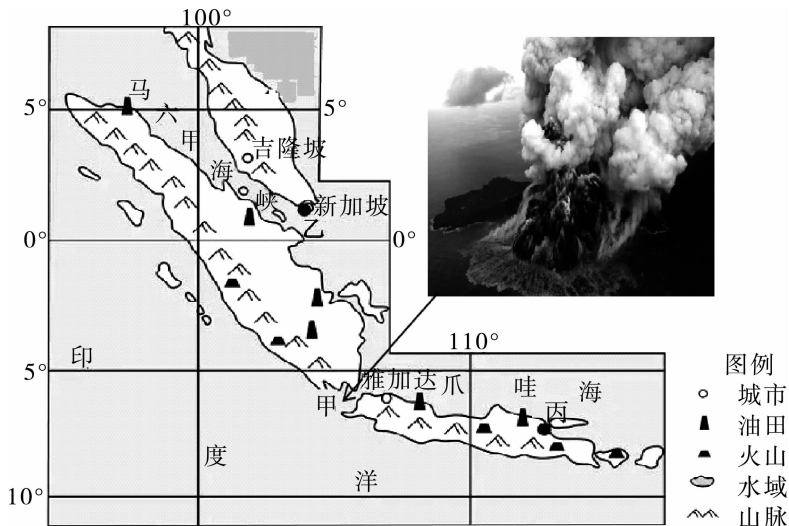 100°
马
六
甲
海
峡
5°
5°
吉隆坡
新加坡
乙
0°
0°
110°
5°
印
度
洋
甲
雅加达
爪
哇
海
丙
10°
图例
城市
油田
火山
水域
山脉